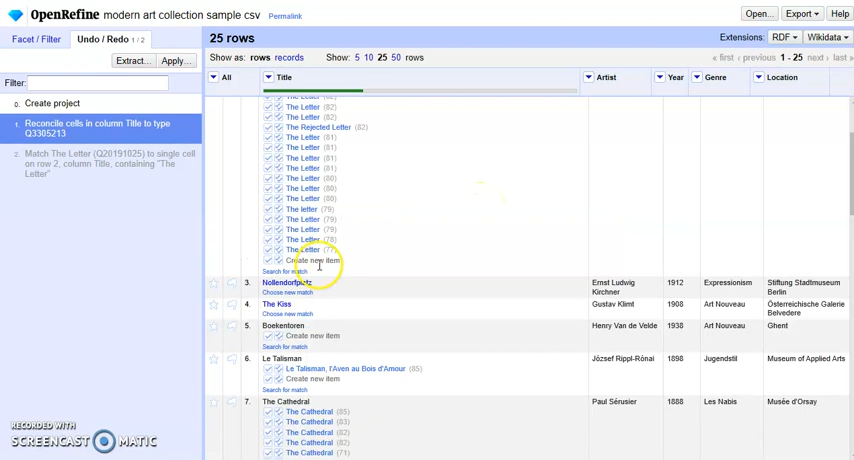 OpenRefine modern art collection sample csv Permalink Open... Export Help
Facet / Filter Undo / Redo 1 / 2 25 rows Extensions: RDF Wikidata
Extract... Apply... Show as: rows records Show: 5 10 25 50 rows « first ‹ previous 1 - 25 next › last »
Filter: All Title Artist Year Genre Location
0. Create project
1. Reconcile cells in column Title to type Q3305213
2. Match The Letter (Q20191025) to single cell on row 2, column Title, containing "The Letter"
The Letter (82)
The Letter (82)
The Letter (82)
The Rejected Letter (82)
The Letter (81)
The Letter (81)
The Letter (81)
The Letter (81)
The Letter (80)
The Letter (80)
The Letter (80)
The letter (79)
The Letter (79)
The Letter (79)
The Letter (78)
The Letter (77)
Create new item
Search for match
3. Nollendorfplatz Ernst Ludwig Kirchner 1912 Expressionism Stiftung Stadtmuseum Berlin
Choose new match
4. The Kiss Gustav Klimt 1908 Art Nouveau Österreichische Galerie Belvedere
Choose new match
5. Boekentoren Henry Van de Velde 1938 Art Nouveau Ghent
Create new item
Search for match
6. Le Talisman József Rippl-Rónai 1898 Jugendstil Museum of Applied Arts
Le Talisman, l'Aven au Bois d'Amour (85)
Create new item
Search for match
7. The Cathedral Paul Sérusier 1888 Les Nabis Musée d'Orsay
The Cathedral (85)
The Cathedral (83)
The Cathedral (82)
The Cathedral (82)
The Cathedral (71)
RECORDED WITH
SCREENCAST MATIC